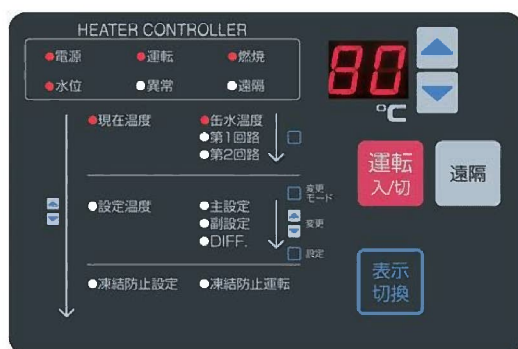 HEATER CONTROLLER
電源 運転 燃焼
水位 異常 遠隔
80
℃
現在温度 缶水温度
第1回路
第2回路
運転
入/切
遠隔
変更
モード
設定温度 主設定
副設定
変更
DIFF.
設定
表示
切換
凍結防止設定 凍結防止運転